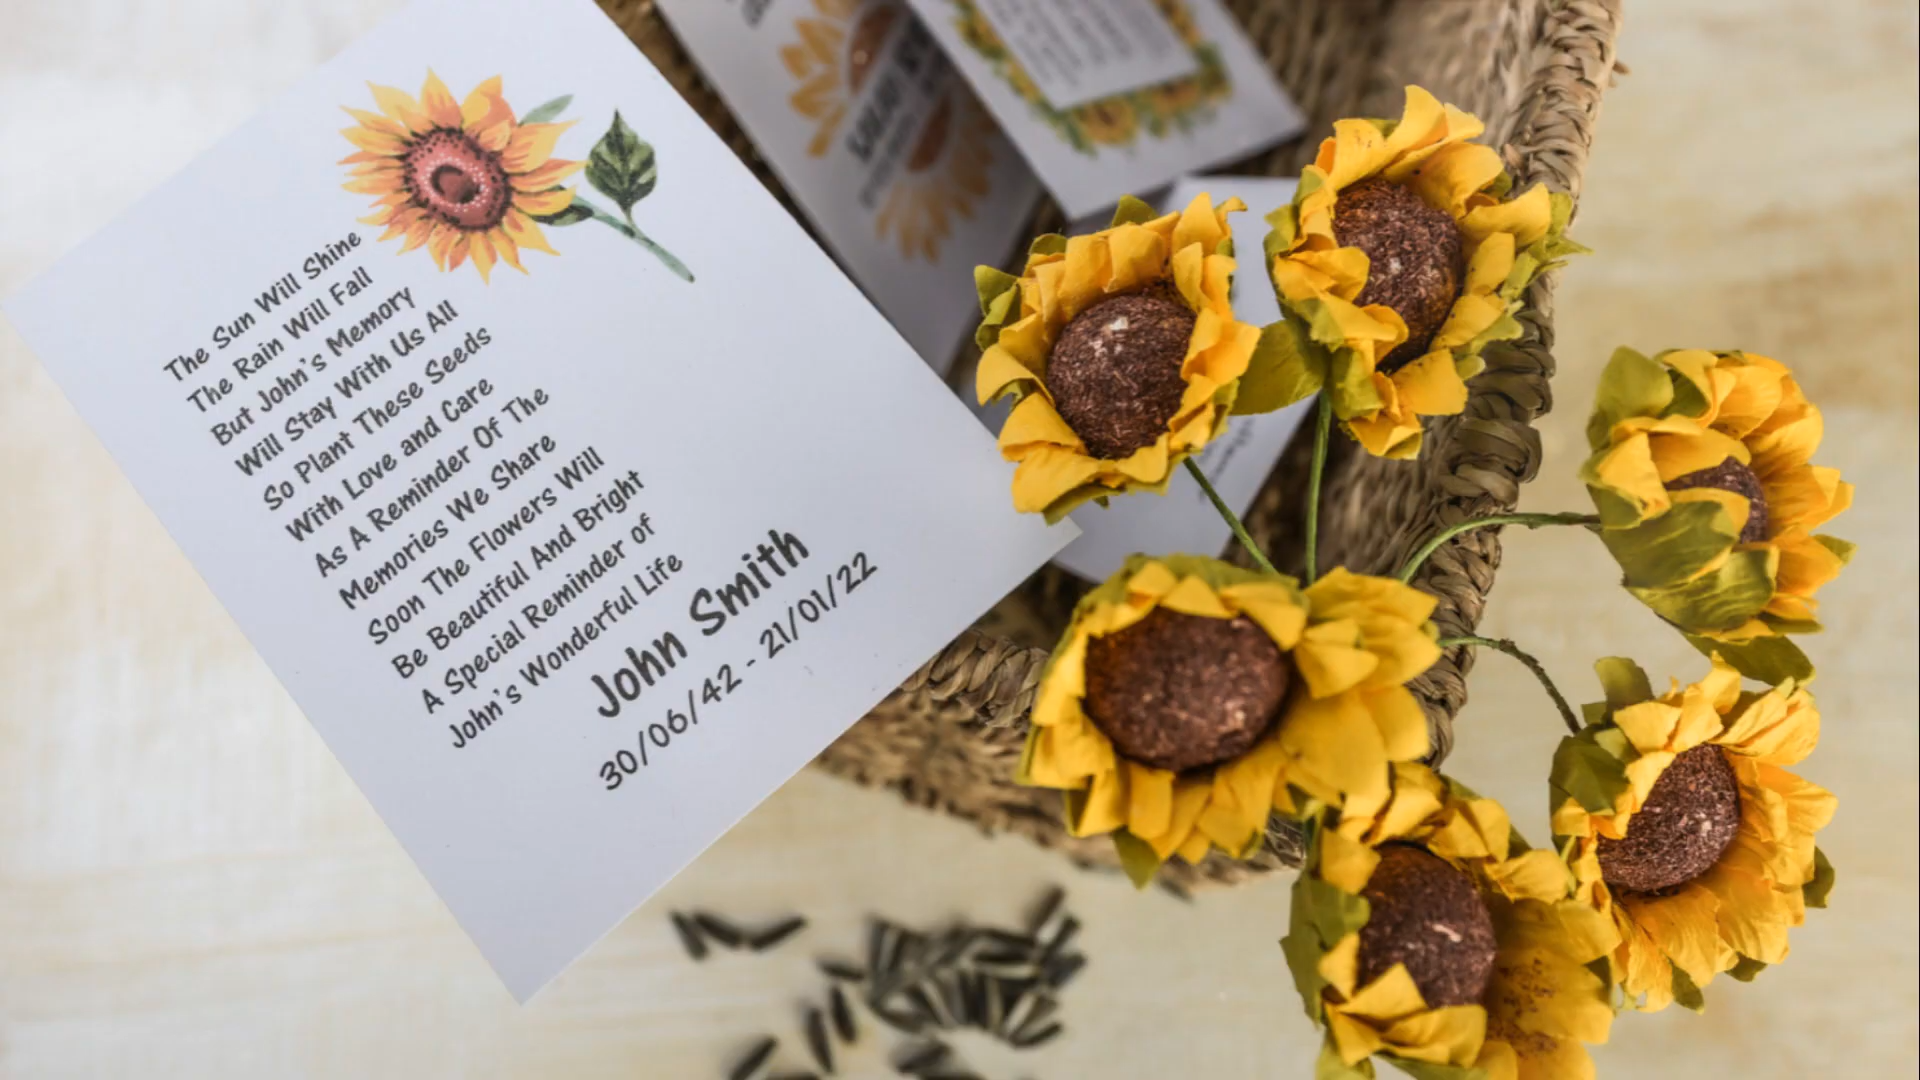 The Sun Will Shine
The Rain Will Fall
But John's Memory
Will Stay With Us All
So Plant These Seeds
With Love and Care
As A Reminder Of The
Memories We Share
Soon The Flowers Will
Be Beautiful And Bright
A Special Reminder of
John's Wonderful Life
John Smith
30/06/42 - 21/01/22